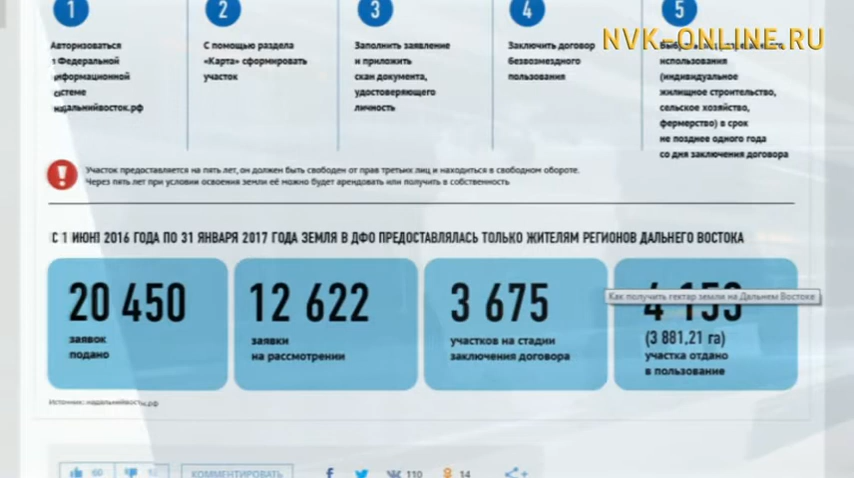 1
2
3
4
5
NVK-ONLINE.RU
Авторизоваться
Федеральной
информационной
системе
надальнийвосток.рф
С помощью раздела
«Карта» сформировать
участок
Заполнить заявление
и приложить
скан документа,
удостоверяющего
личность
Заключить договор
безвозмездного
пользования
использования
(индивидуальное
жилищное строительство,
сельское хозяйство,
фермерство) в срок
не позднее одного года
со дня заключения договора
Участок предоставляется на пять лет, он должен быть свободен от прав третьих лиц и находиться в свободном обороте.
Через пять лет при условии освоения земли её можно будет арендовать или получить в собственность
С 1 ИЮНЯ 2016 ГОДА ПО 31 ЯНВАРЯ 2017 ГОДА ЗЕМЛЯ В ДФО ПРЕДОСТАВЛЯЛАСЬ ТОЛЬКО ЖИТЕЛЯМ РЕГИОНОВ ДАЛЬНЕГО ВОСТОКА
20 450
заявок
подано
12 622
заявки
на рассмотрении
3 675
участков на стадии
заключения договора
Как получить гектар земли на Дальнем Востоке
(3 881,21 га)
участка отдано
в пользование
Источник: надальнийвосток.рф
60
КОММЕНТИРОВАТЬ
110
14